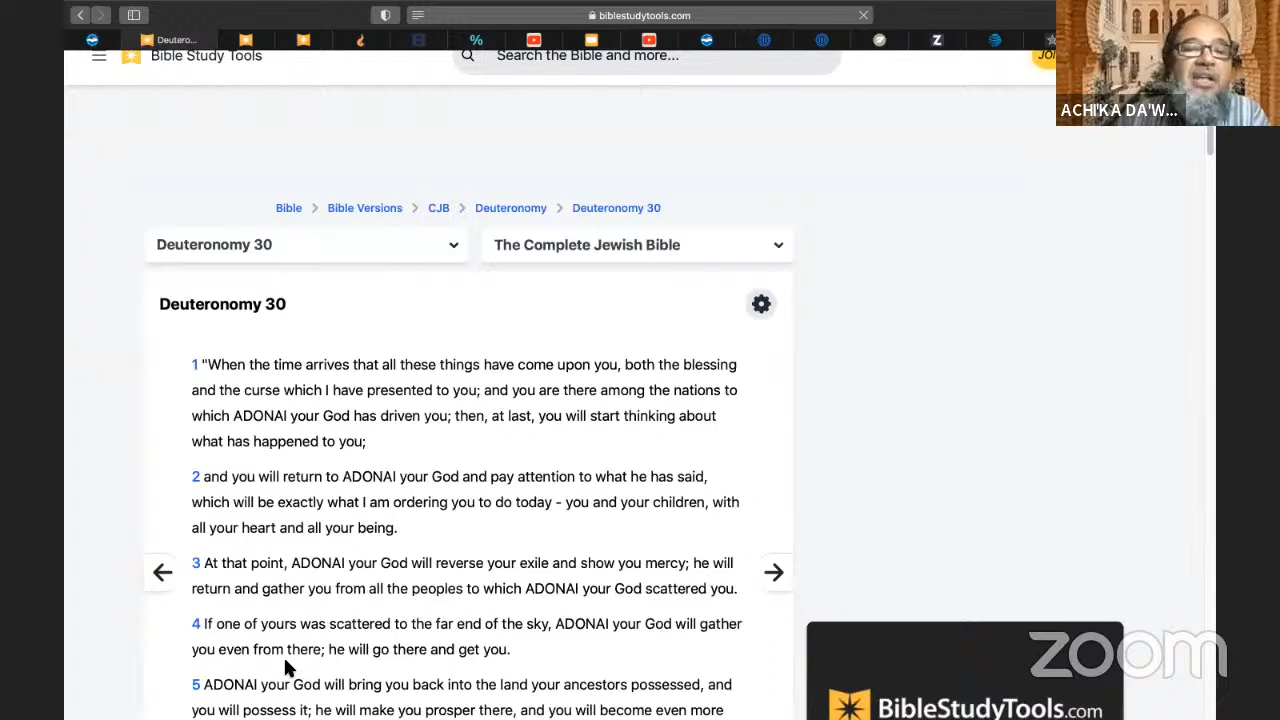 biblestudytools.com
Deutero...
Bible Study Tools
Search the Bible and more...
ACHI'KA DA'W...
Bible > Bible Versions > CJB > Deuteronomy > Deuteronomy 30
Deuteronomy 30
The Complete Jewish Bible
Deuteronomy 30
1 "When the time arrives that all these things have come upon you, both the blessing
and the curse which I have presented to you; and you are there among the nations to
which ADONAI your God has driven you; then, at last, you will start thinking about
what has happened to you;
2 and you will return to ADONAI your God and pay attention to what he has said,
which will be exactly what I am ordering you to do today - you and your children, with
all your heart and all your being.
3 At that point, ADONAI your God will reverse your exile and show you mercy; he will
return and gather you from all the peoples to which ADONAI your God scattered you.
4 If one of yours was scattered to the far end of the sky, ADONAI your God will gather
you even from there; he will go there and get you.
5 ADONAI your God will bring you back into the land your ancestors possessed, and
you will possess it; he will make you prosper there, and you will become even more
zoom
BibleStudyTools.com